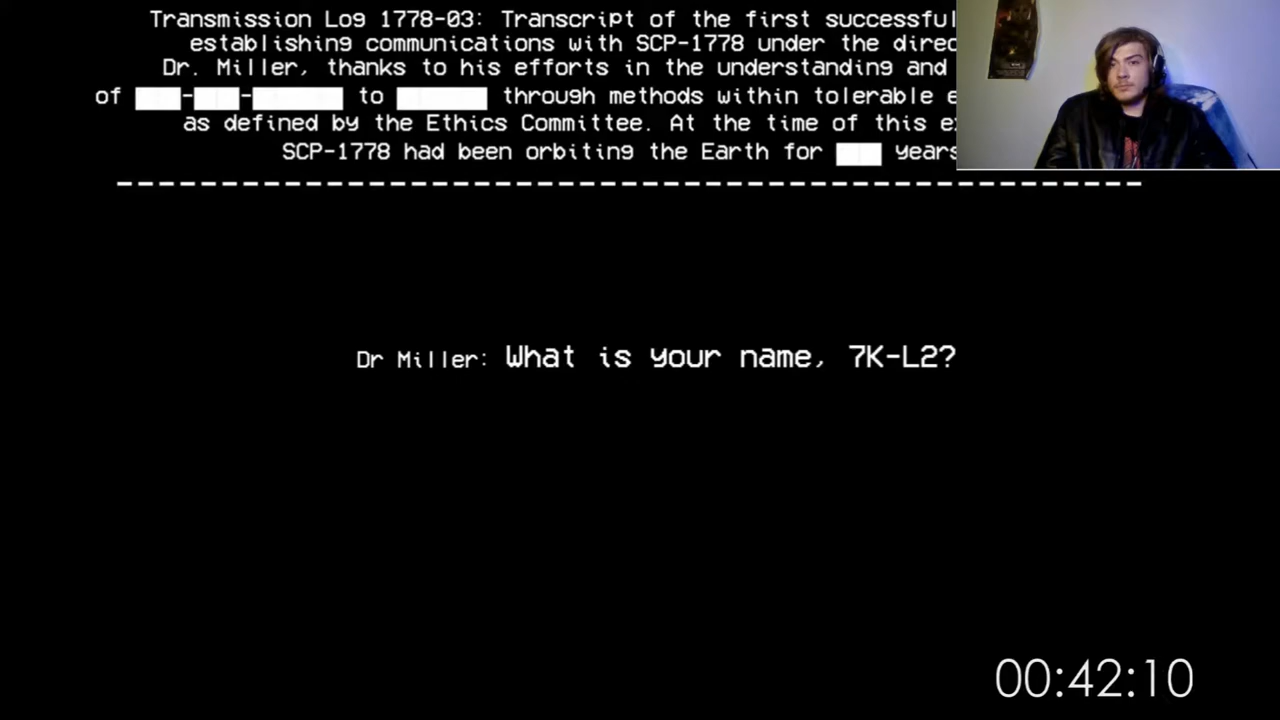 Transmission Log 1778-03: Transcript of the first successful
establishing communications with SCP-1778 under the direc
Dr. Miller, thanks to his efforts in the understanding and
of ███-███-██████ to ██████ through methods within tolerable e
as defined by the Ethics Committee. At the time of this e
SCP-1778 had been orbiting the Earth for ███ years
Dr Miller: What is your name, 7K-L2?
00:42:10